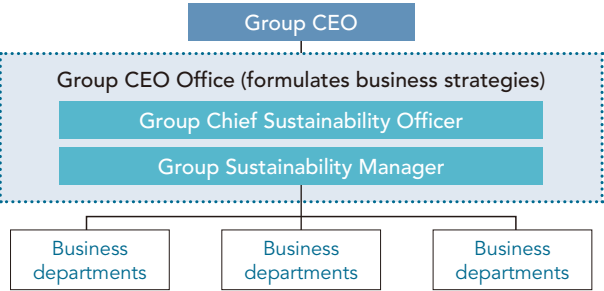 Group CEO
Group CEO Office (formulates business strategies)
Group Chief Sustainability Officer
Group Sustainability Manager
Business
departments
Business
departments
Business
departments